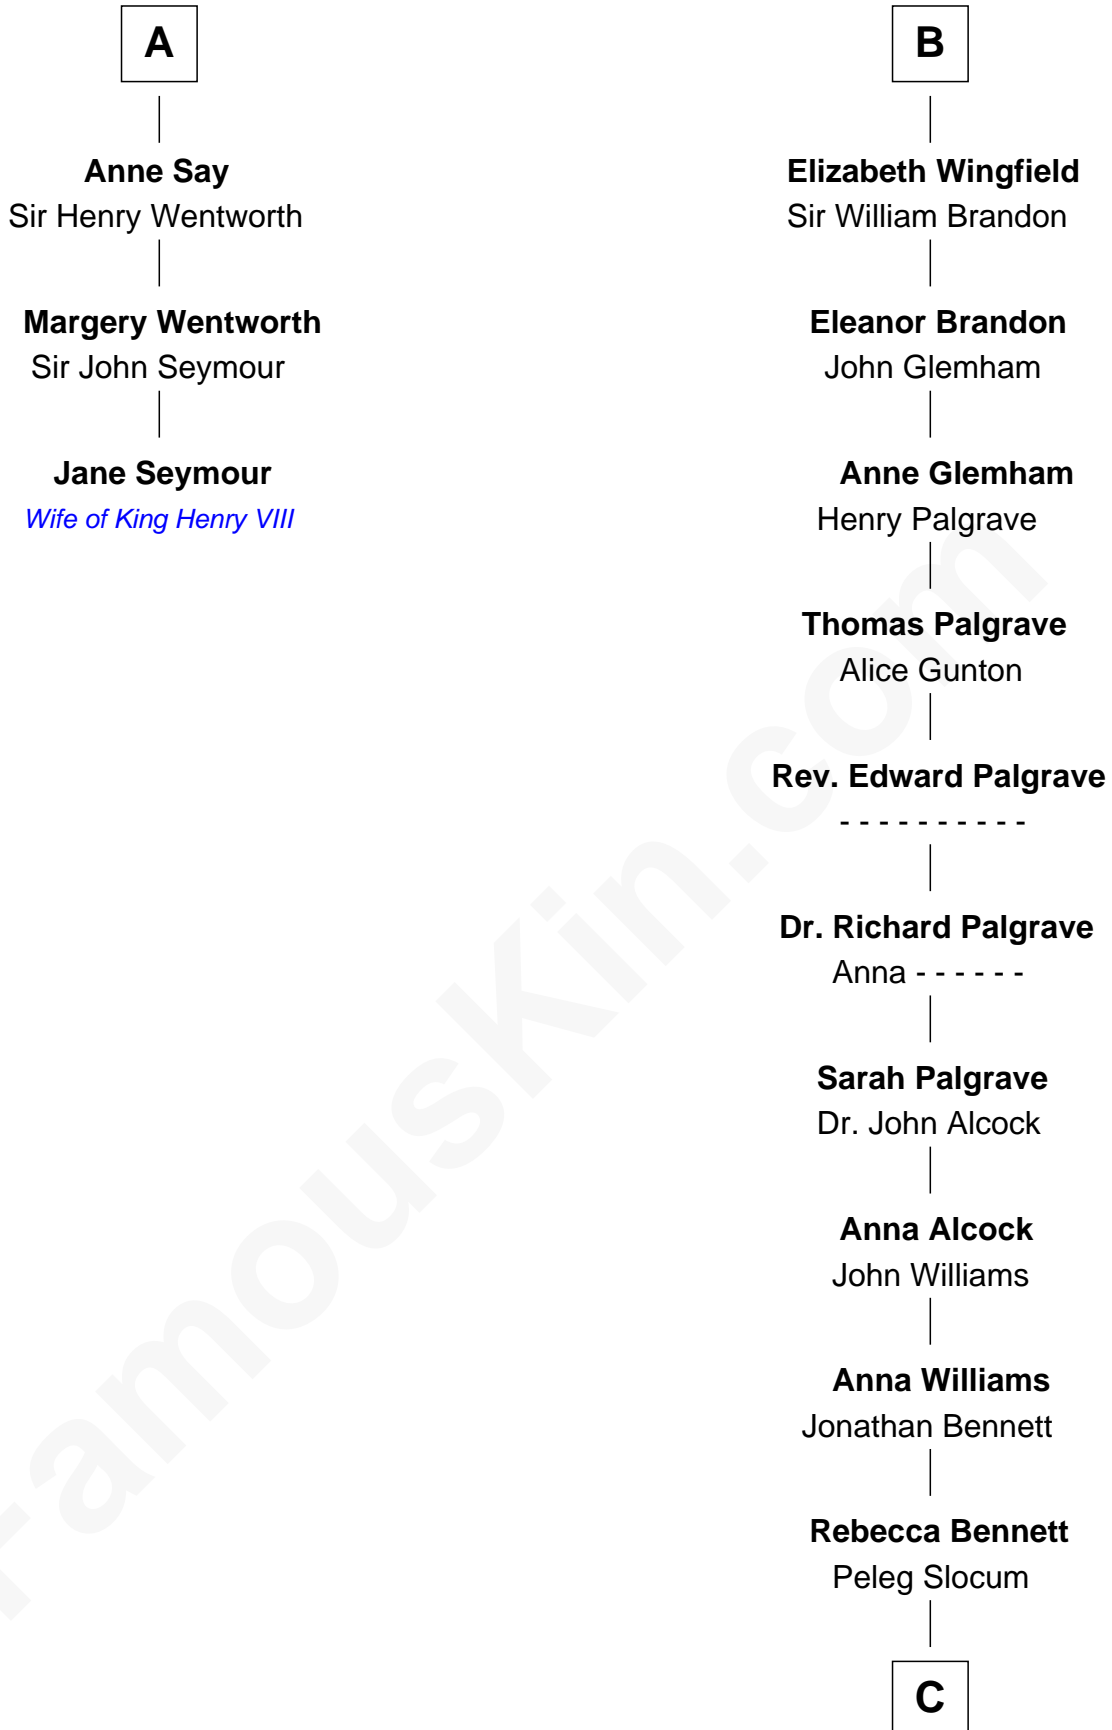 A
Anne Say
Sir Henry Wentworth
Margery Wentworth
Sir John Seymour
Jane Seymour
Wife of King Henry VIII
B
Elizabeth Wingfield
Sir William Brandon
Eleanor Brandon
John Glemham
Anne Glemham
Henry Palgrave
Thomas Palgrave
Alice Gunton
Rev. Edward Palgrave
- - - - - - - - - -
Dr. Richard Palgrave
Anna - - - - - -
Sarah Palgrave
Dr. John Alcock
Anna Alcock
John Williams
Anna Williams
Jonathan Bennett
Rebecca Bennett
Peleg Slocum
C
FamousKin.com